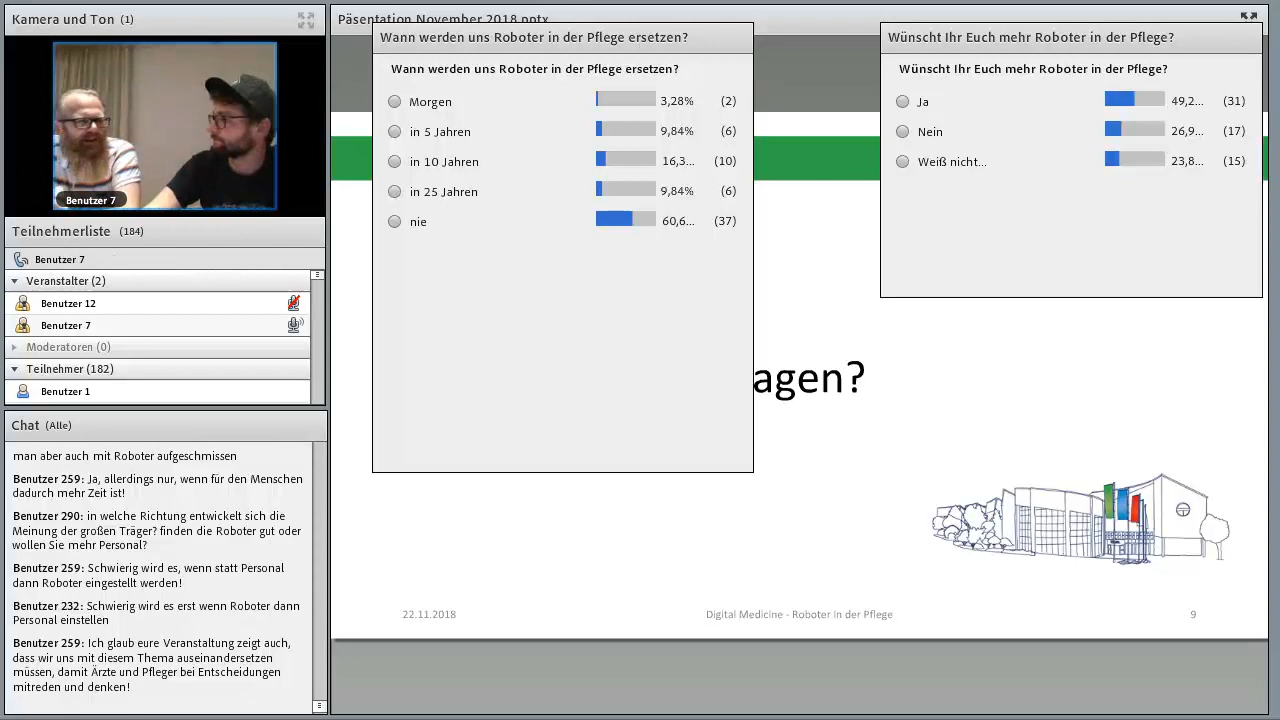 Kamera und Ton (1)
Benutzer 7
Teilnehmerliste (184)
Benutzer 7
Veranstalter (2)
Benutzer 12
Benutzer 7
Moderatoren (0)
Teilnehmer (182)
Benutzer 1
Chat (Alle)
man aber auch mit Roboter aufgeschmissen
Benutzer 259: Ja, allerdings nur, wenn für den Menschen
dadurch mehr Zeit ist!
Benutzer 290: in welche Richtung entwickelt sich die
Meinung der großen Träger? finden die Roboter gut oder
wollen Sie mehr Personal?
Benutzer 259: Schwierig wird es, wenn statt Personal
dann Roboter eingestellt werden!
Benutzer 232: Schwierig wird es erst wenn Roboter dann
Personal einstellen
Benutzer 259: Ich glaub eure Veranstaltung zeigt auch,
dass wir uns mit diesem Thema auseinandersetzen
müssen, damit Ärzte und Pfleger bei Entscheidungen
mitreden und denken!
Päsentation November 2018.pptx
Wann werden uns Roboter in der Pflege ersetzen?
Wann werden uns Roboter in der Pflege ersetzen?
Morgen 3,28% (2)
in 5 Jahren 9,84% (6)
in 10 Jahren 16,3... (10)
in 25 Jahren 9,84% (6)
nie 60,6... (37)
Wünscht Ihr Euch mehr Roboter in der Pflege?
Wünscht Ihr Euch mehr Roboter in der Pflege?
Ja 49,2... (31)
Nein 26,9... (17)
Weiß nicht... 23,8... (15)
agen?
22.11.2018 Digital Medicine - Roboter in der Pflege 9